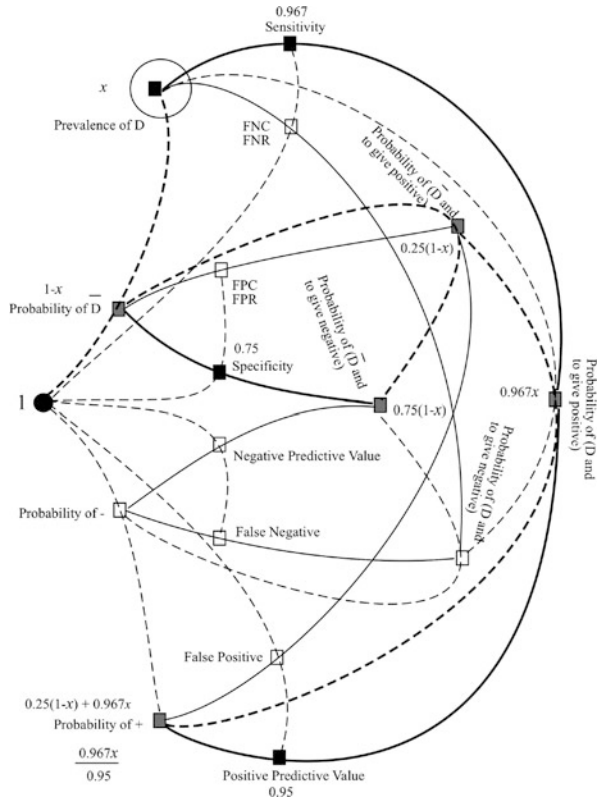 0.967
Sensitivity
x
Prevalence of D
FNC
FNR
Probability of (D̅ and
to give positive)
0.25(1-x)
1-x
Probability of D̅
FPC
FPR
Probability of (D̅ and
to give negative)
0.75
Specificity
1
0.75(1-x)
0.967x
Probability of (D and
to give positive)
Negative Predictive Value
Probability of (D and-
to give negative)
Probability of -
False Negative
False Positive
0.25(1-x) + 0.967x
Probability of +
0.967x
0.95
Positive Predictive Value
0.95